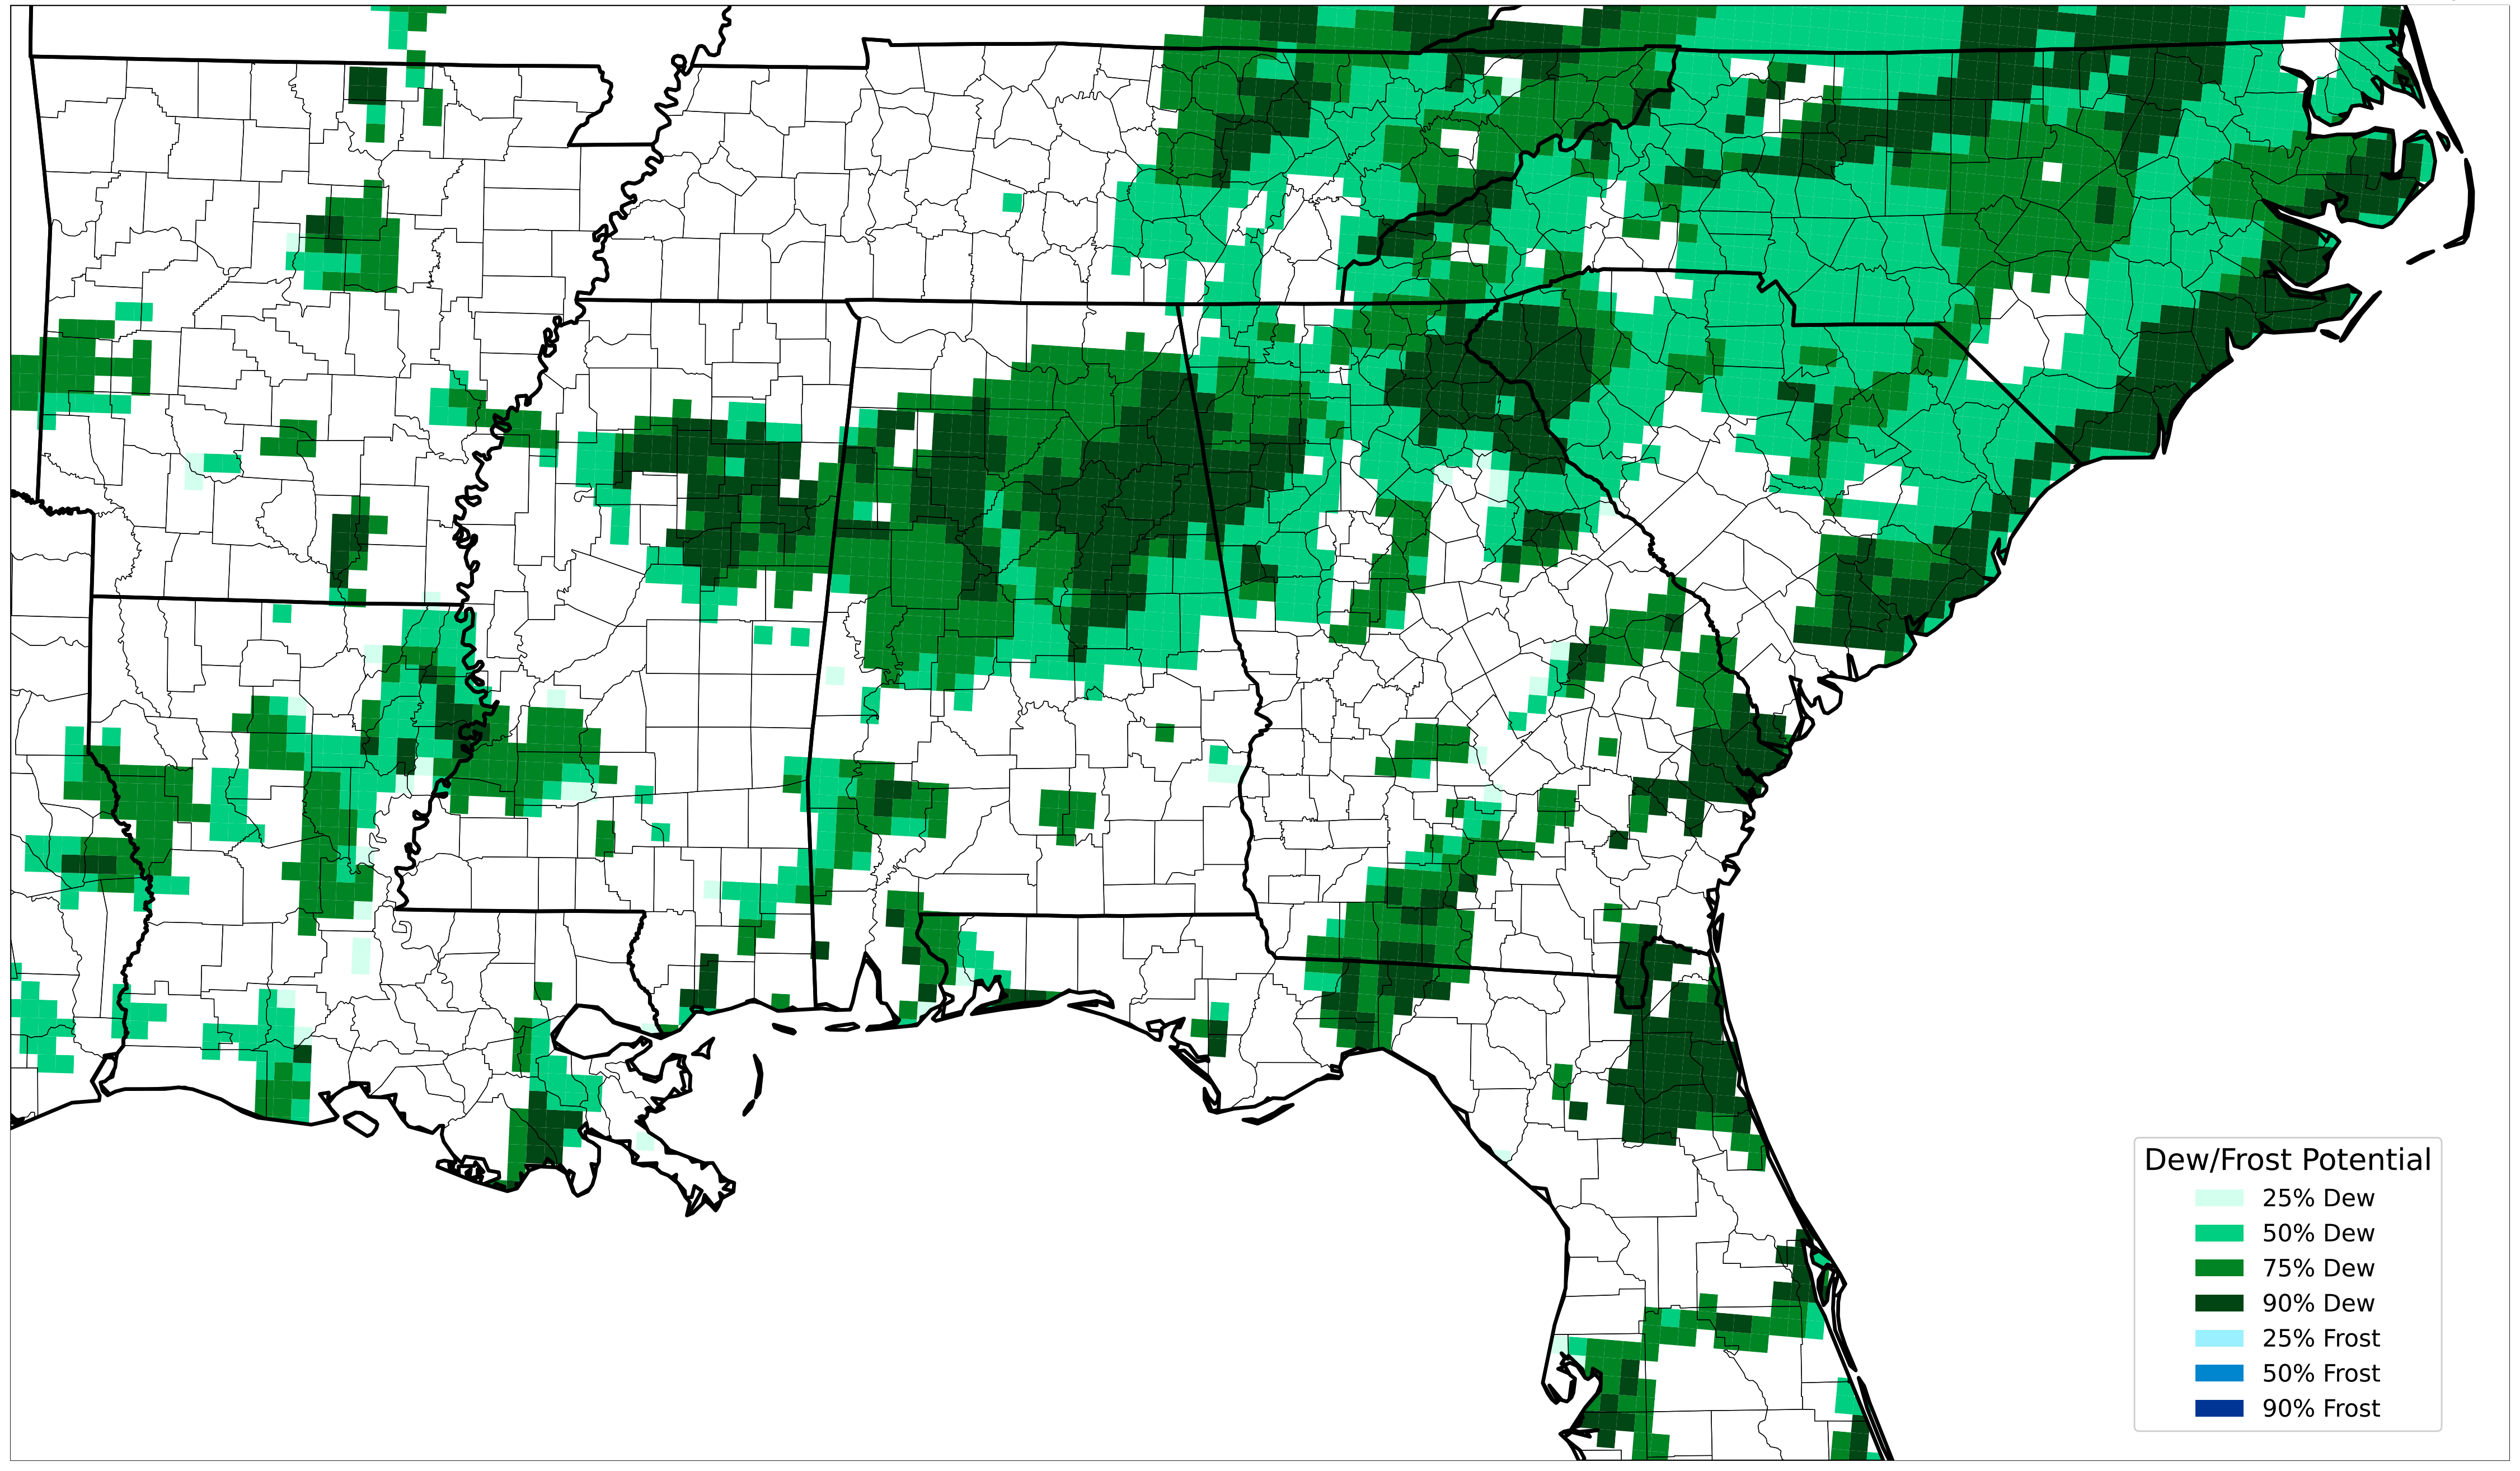 Dew/Frost Potential
25% Dew
50% Dew
75% Dew
90% Dew
25% Frost
50% Frost
90% Frost